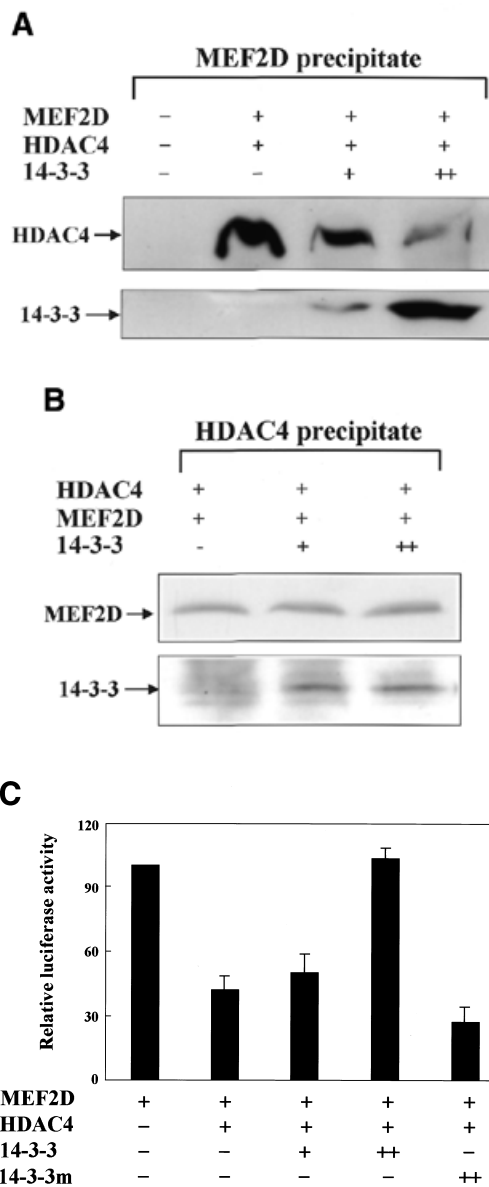 A
MEF2D precipitate
MEF2D – + + +
HDAC4 – + + +
14-3-3 – – + ++
HDAC4
14-3-3
B
HDAC4 precipitate
HDAC4 + + +
MEF2D + + +
14-3-3 - + ++
MEF2D
14-3-3
C
Relative luciferase activity
120
90
60
30
0
MEF2D + + + + +
HDAC4 – + + + +
14-3-3 – – + ++ –
14-3-3m – – – – ++